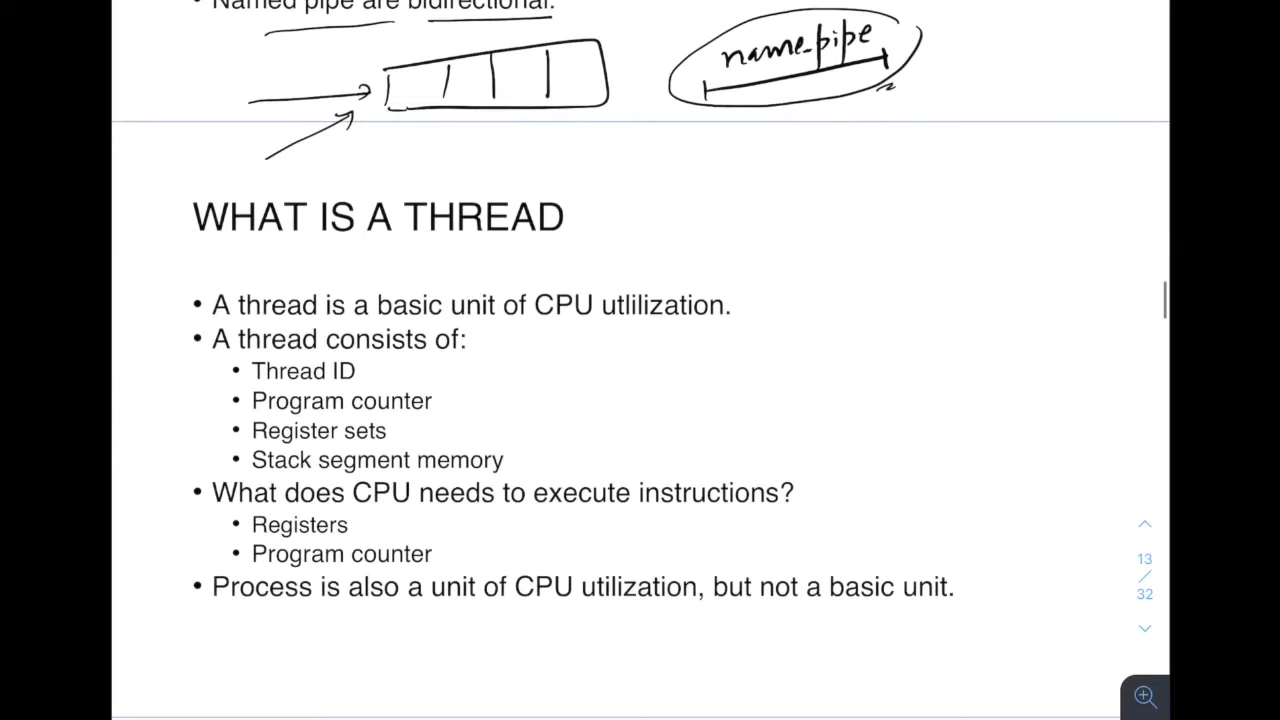 • Named pipe are bidirectional.
name-pipe
WHAT IS A THREAD
• A thread is a basic unit of CPU utlilization.
• A thread consists of:
• Thread ID
• Program counter
• Register sets
• Stack segment memory
• What does CPU needs to execute instructions?
• Registers
• Program counter
• Process is also a unit of CPU utilization, but not a basic unit.
13
/
32